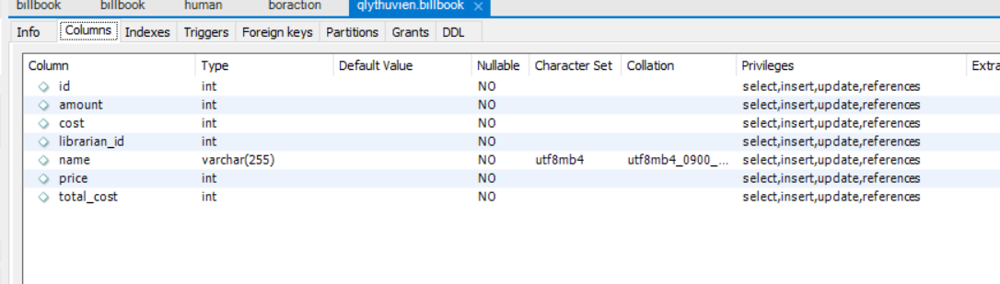 billbook billbook human boraction qlythuvien.billbook ×
Info Columns Indexes Triggers Foreign keys Partitions Grants DDL
Column Type Default Value Nullable Character Set Collation Privileges Extra
id int NO select,insert,update,references
amount int NO select,insert,update,references
cost int NO select,insert,update,references
librarian_id int NO select,insert,update,references
name varchar(255) NO utf8mb4 utf8mb4_0900_... select,insert,update,references
price int NO select,insert,update,references
total_cost int NO select,insert,update,references